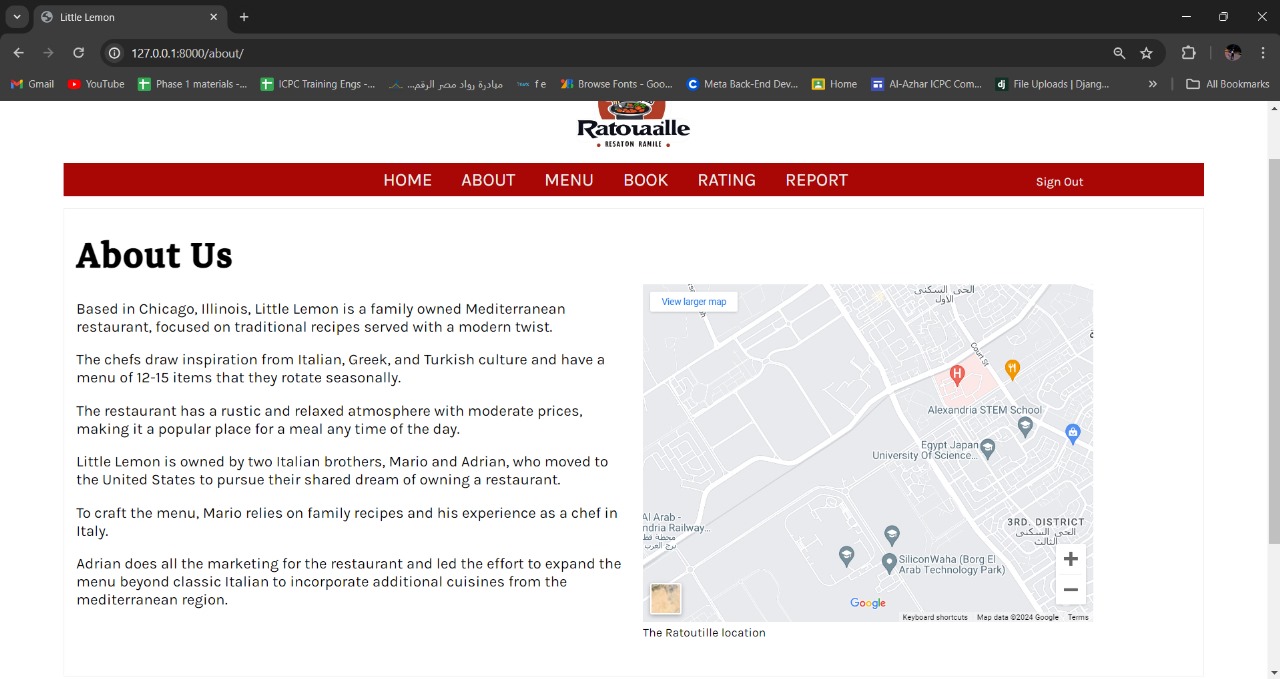 Little Lemon
127.0.0.1:8000/about/
Gmail
YouTube
Phase 1 materials -...
ICPC Training Engs -...
مبادرة رواد مصر الرقم...
f e
Browse Fonts - Goo...
Meta Back-End Dev...
Home
Al-Azhar ICPC Com...
File Uploads | Djang...
All Bookmarks
Ratouaille
• RESATON RAMILE •
HOME ABOUT MENU BOOK RATING REPORT Sign Out
About Us
Based in Chicago, Illinois, Little Lemon is a family owned Mediterranean
restaurant, focused on traditional recipes served with a modern twist.
The chefs draw inspiration from Italian, Greek, and Turkish culture and have a
menu of 12-15 items that they rotate seasonally.
The restaurant has a rustic and relaxed atmosphere with moderate prices,
making it a popular place for a meal any time of the day.
Little Lemon is owned by two Italian brothers, Mario and Adrian, who moved to
the United States to pursue their shared dream of owning a restaurant.
To craft the menu, Mario relies on family recipes and his experience as a chef in
Italy.
Adrian does all the marketing for the restaurant and led the effort to expand the
menu beyond classic Italian to incorporate additional cuisines from the
mediterranean region.
View larger map
الحي السكني
الأول
Court St
H
Alexandria STEM School
Egypt Japan
University Of Science...
Al Arab -
ndria Railway...
محطة قط
برج العرب
3RD. DISTRICT
الحي السكني
الثالث
SiliconWaha (Borg El
Arab Technology Park)
Google
Keyboard shortcuts Map data ©2024 Google Terms
The Ratoutille location